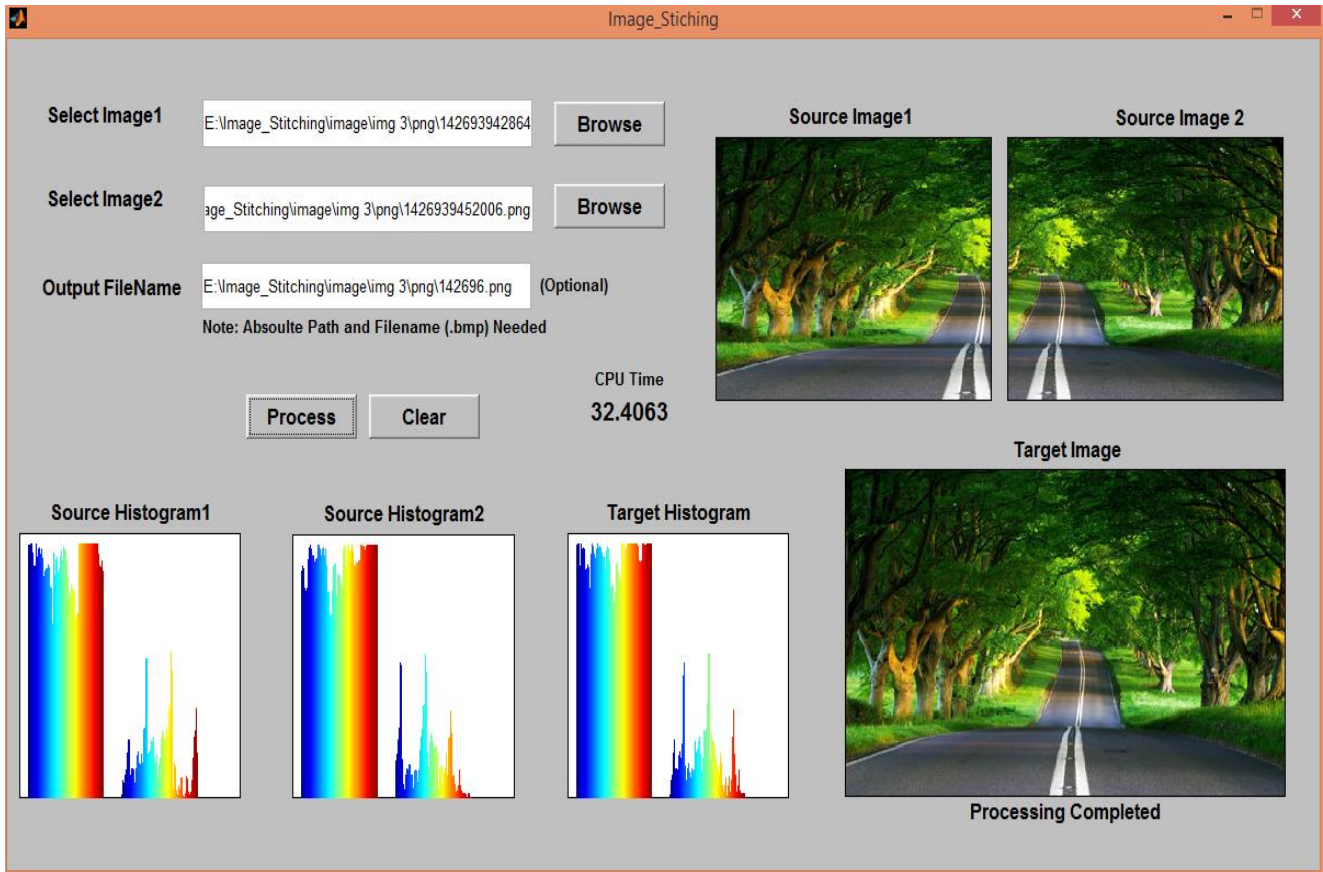 Image_Stiching
Select Image1
E:\Image_Stitching\image\img 3\png\142693942864
Browse
Select Image2
age_Stitching\image\img 3\png\1426939452006.png
Browse
Output FileName
E:\Image_Stitching\image\img 3\png\142696.png
(Optional)
Note: Absoulte Path and Filename (.bmp) Needed
Process
Clear
CPU Time
32.4063
Source Image1
Source Image 2
Target Image
Processing Completed
Source Histogram1
Source Histogram2
Target Histogram